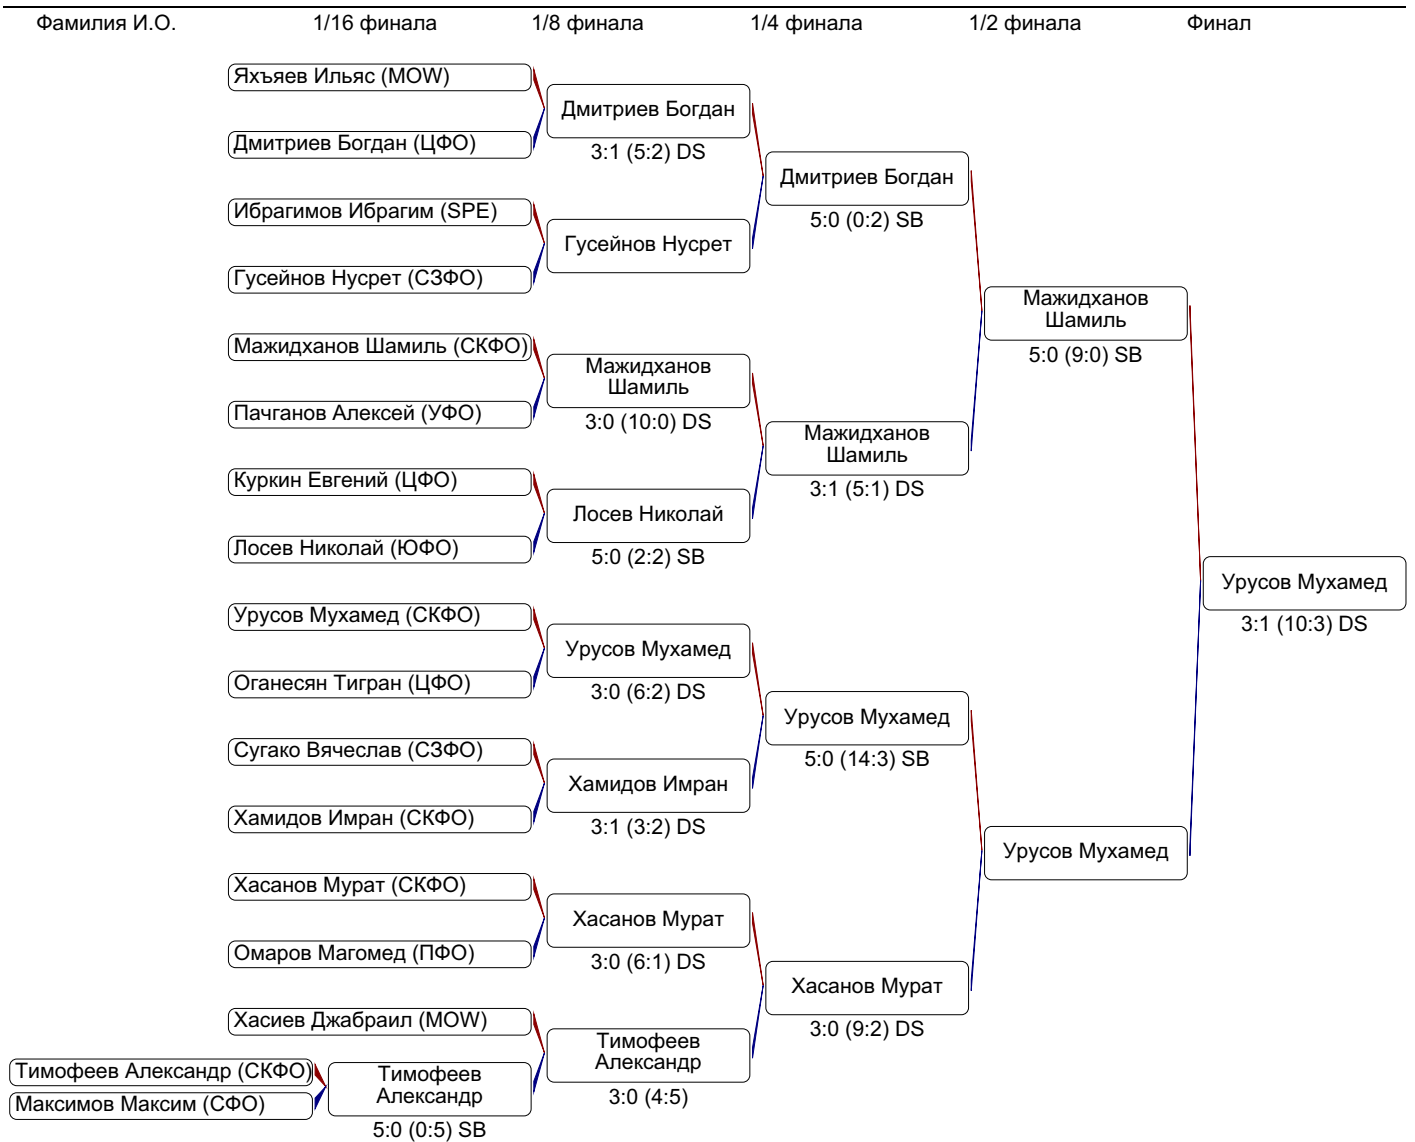 Фамилия И.О. 1/16 финала 1/8 финала 1/4 финала 1/2 финала Финал
Яхъяев Ильяс (MOW)
Дмитриев Богдан
Дмитриев Богдан (ЦФО)
3:1 (5:2) DS
Дмитриев Богдан
Ибрагимов Ибрагим (SPE)
5:0 (0:2) SB
Гусейнов Нусрет
Гусейнов Нусрет (СЗФО)
Мажидханов
Шамиль
Мажидханов Шамиль (СКФО)
5:0 (9:0) SB
Мажидханов
Шамиль
Пачганов Алексей (УФО)
3:0 (10:0) DS
Мажидханов
Шамиль
Куркин Евгений (ЦФО)
3:1 (5:1) DS
Лосев Николай
Лосев Николай (ЮФО)
5:0 (2:2) SB
Урусов Мухамед
Урусов Мухамед (СКФО)
3:1 (10:3) DS
Урусов Мухамед
Оганесян Тигран (ЦФО)
3:0 (6:2) DS
Урусов Мухамед
Сугако Вячеслав (СЗФО)
5:0 (14:3) SB
Хамидов Имран
Хамидов Имран (СКФО)
3:1 (3:2) DS
Урусов Мухамед
Хасанов Мурат (СКФО)
Хасанов Мурат
Омаров Магомед (ПФО)
3:0 (6:1) DS
Хасанов Мурат
Хасиев Джабраил (MOW)
3:0 (9:2) DS
Тимофеев
Александр
Тимофеев Александр (СКФО)
Тимофеев
Александр
3:0 (4:5)
Максимов Максим (СФО)
5:0 (0:5) SB